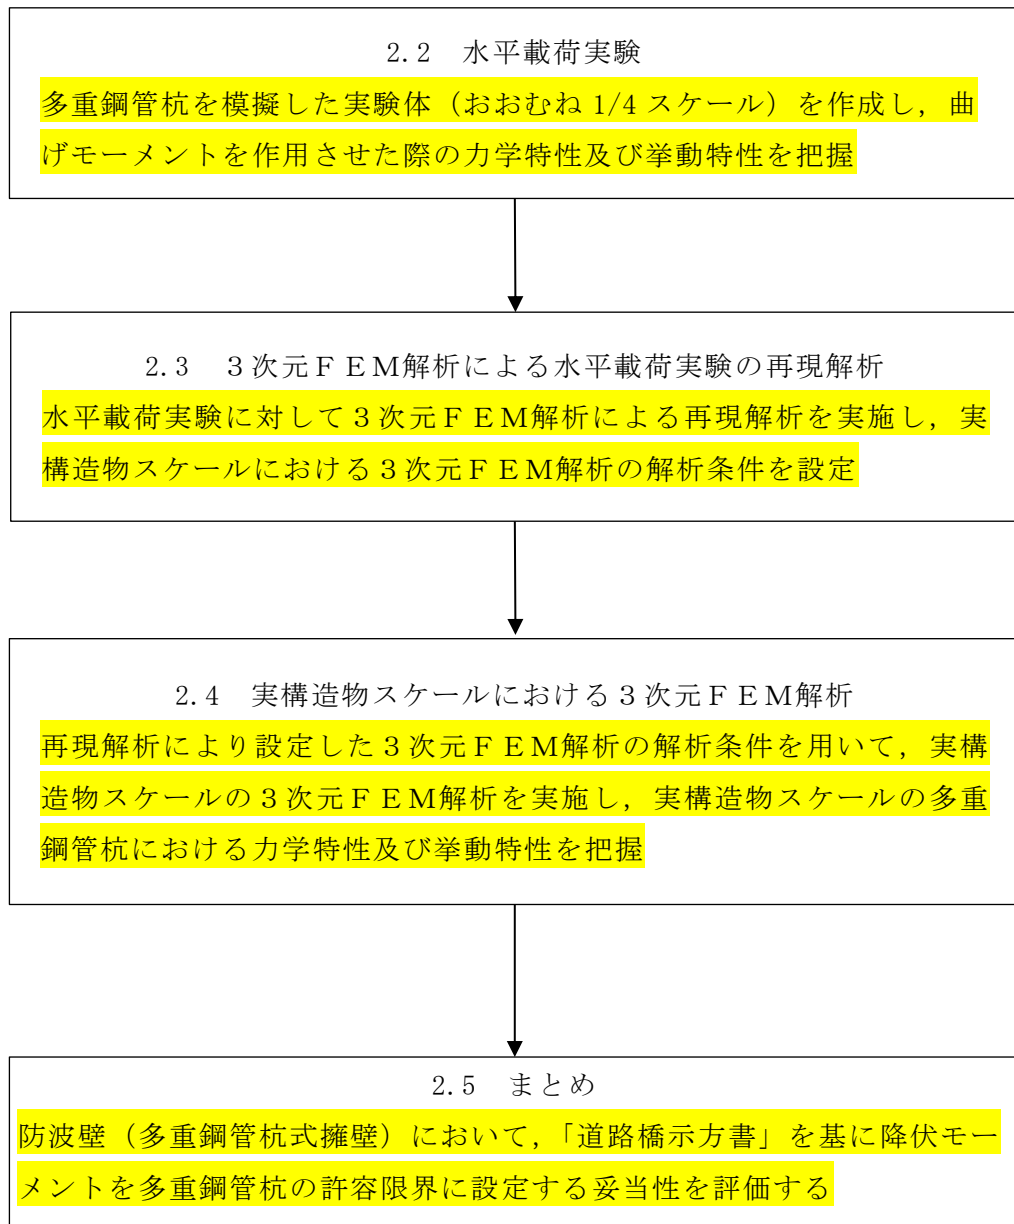 2.2　水平載荷実験
多重鋼管杭を模擬した実験体（おおむね 1/4 スケール）を作成し，曲
げモーメントを作用させた際の力学特性及び挙動特性を把握
2.3　３次元ＦＥＭ解析による水平載荷実験の再現解析
水平載荷実験に対して３次元ＦＥＭ解析による再現解析を実施し，実
構造物スケールにおける３次元ＦＥＭ解析の解析条件を設定
2.4　実構造物スケールにおける３次元ＦＥＭ解析
再現解析により設定した３次元ＦＥＭ解析の解析条件を用いて，実構
造物スケールの３次元ＦＥＭ解析を実施し，実構造物スケールの多重
鋼管杭における力学特性及び挙動特性を把握
2.5　まとめ
防波壁（多重鋼管杭式擁壁）において，「道路橋示方書」を基に降伏モー
メントを多重鋼管杭の許容限界に設定する妥当性を評価する